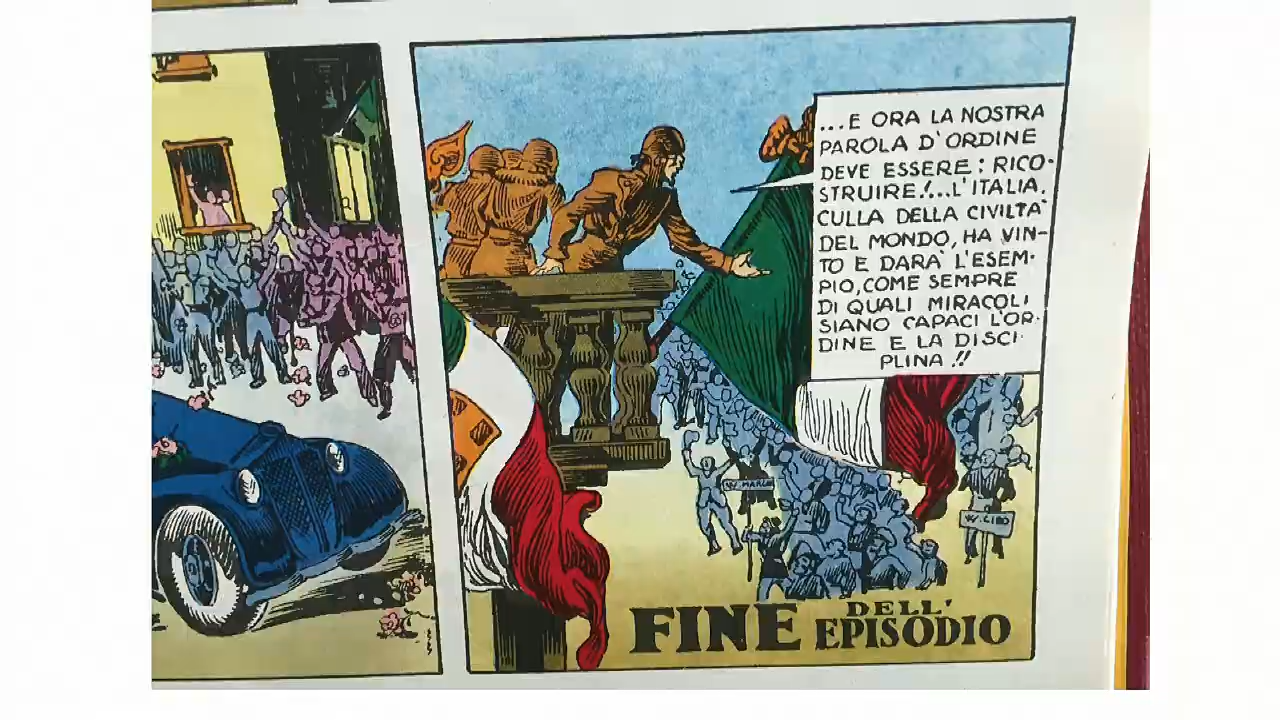 ...E ORA LA NOSTRA
PAROLA D'ORDINE
DEVE ESSERE: RICO-
STRUIRE!...L'ITALIA,
CULLA DELLA CIVILTA'
DEL MONDO, HA VIN-
TO E DARA' L'ESEM-
PIO, COME SEMPRE
DI QUALI MIRACOLI
SIANO CAPACI L'OR-
DINE E LA DISCI-
PLINA!!
W. CIBO
FINE DELL'
EPISODIO